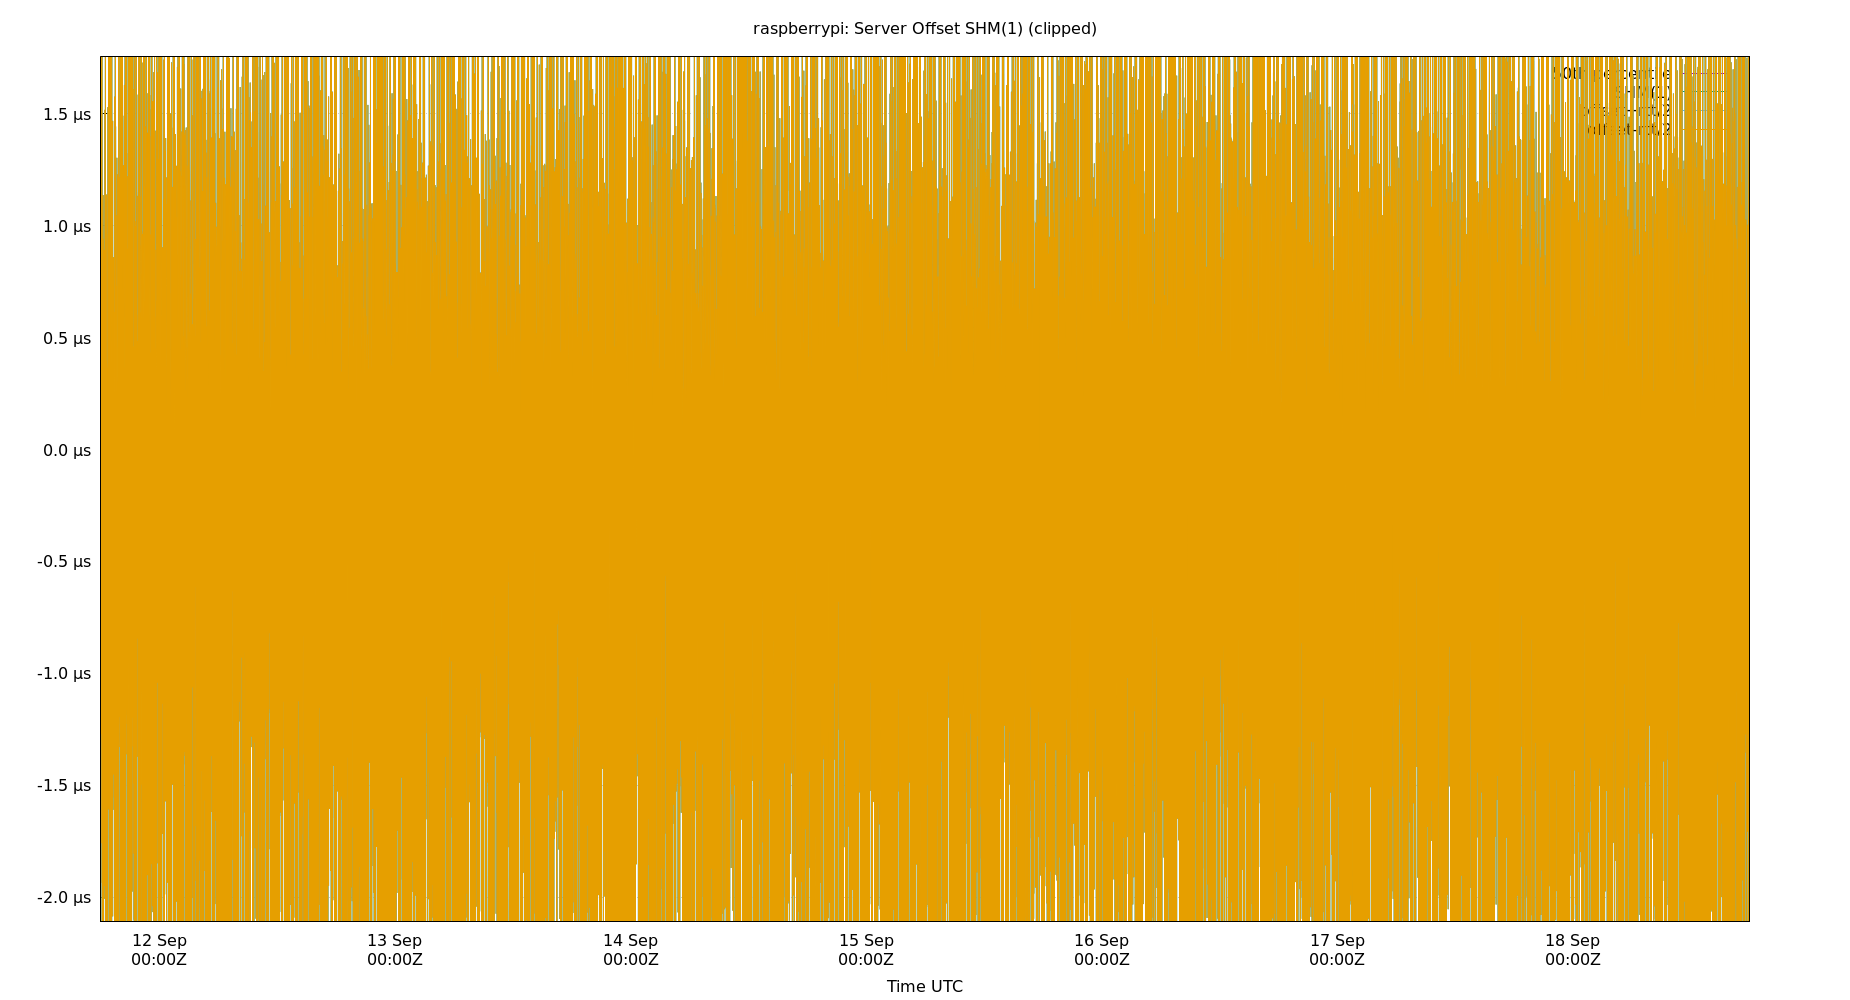 raspberrypi: Server Offset SHM(1) (clipped)
1.5 µs
1.0 µs
0.5 µs
0.0 µs
-0.5 µs
-1.0 µs
-1.5 µs
-2.0 µs
12 Sep 13 Sep 14 Sep 15 Sep 16 Sep 17 Sep 18 Sep
00:00Z 00:00Z 00:00Z 00:00Z 00:00Z 00:00Z 00:00Z
Time UTC